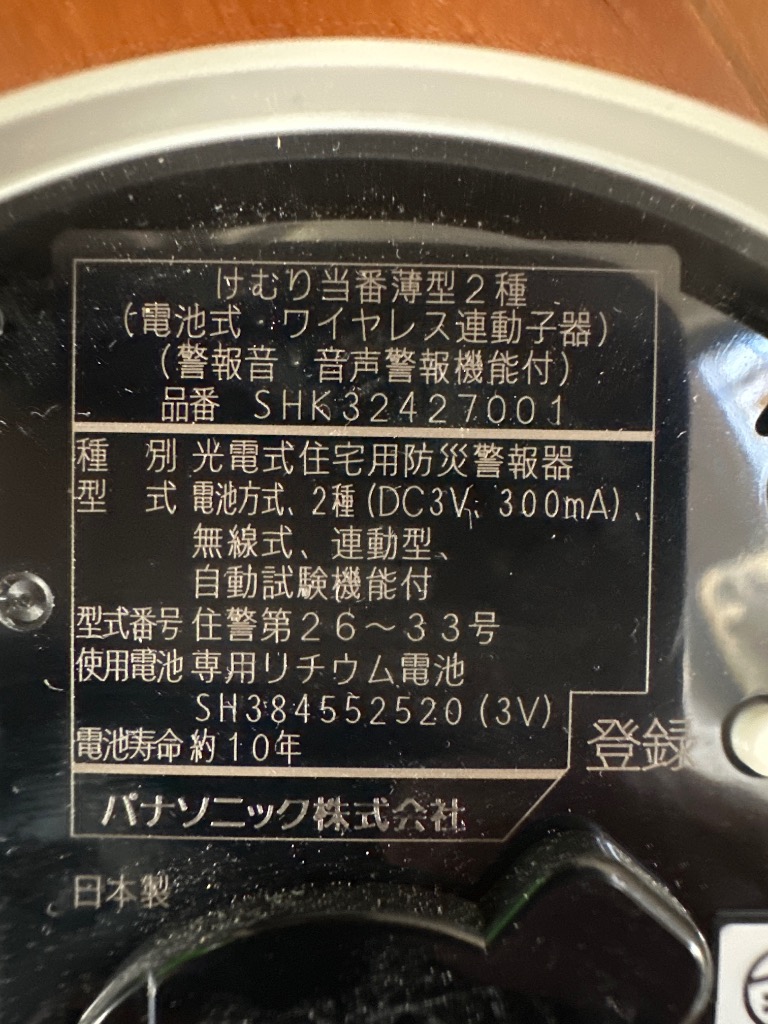 けむり当番薄型2種
(電池式　ワイヤレス連動子器)
(警報音　音声警報機能付)
品番　SHK32427001
種　別　光電式住宅用防災警報器
型　式　電池方式、2種(DC3V、300mA)、
無線式、連動型、
自動試験機能付
型式番号　住警第26〜33号
使用電池　専用リチウム電池
SH384552520(3V)
電池寿命　約10年
登録
パナソニック株式会社
日本製